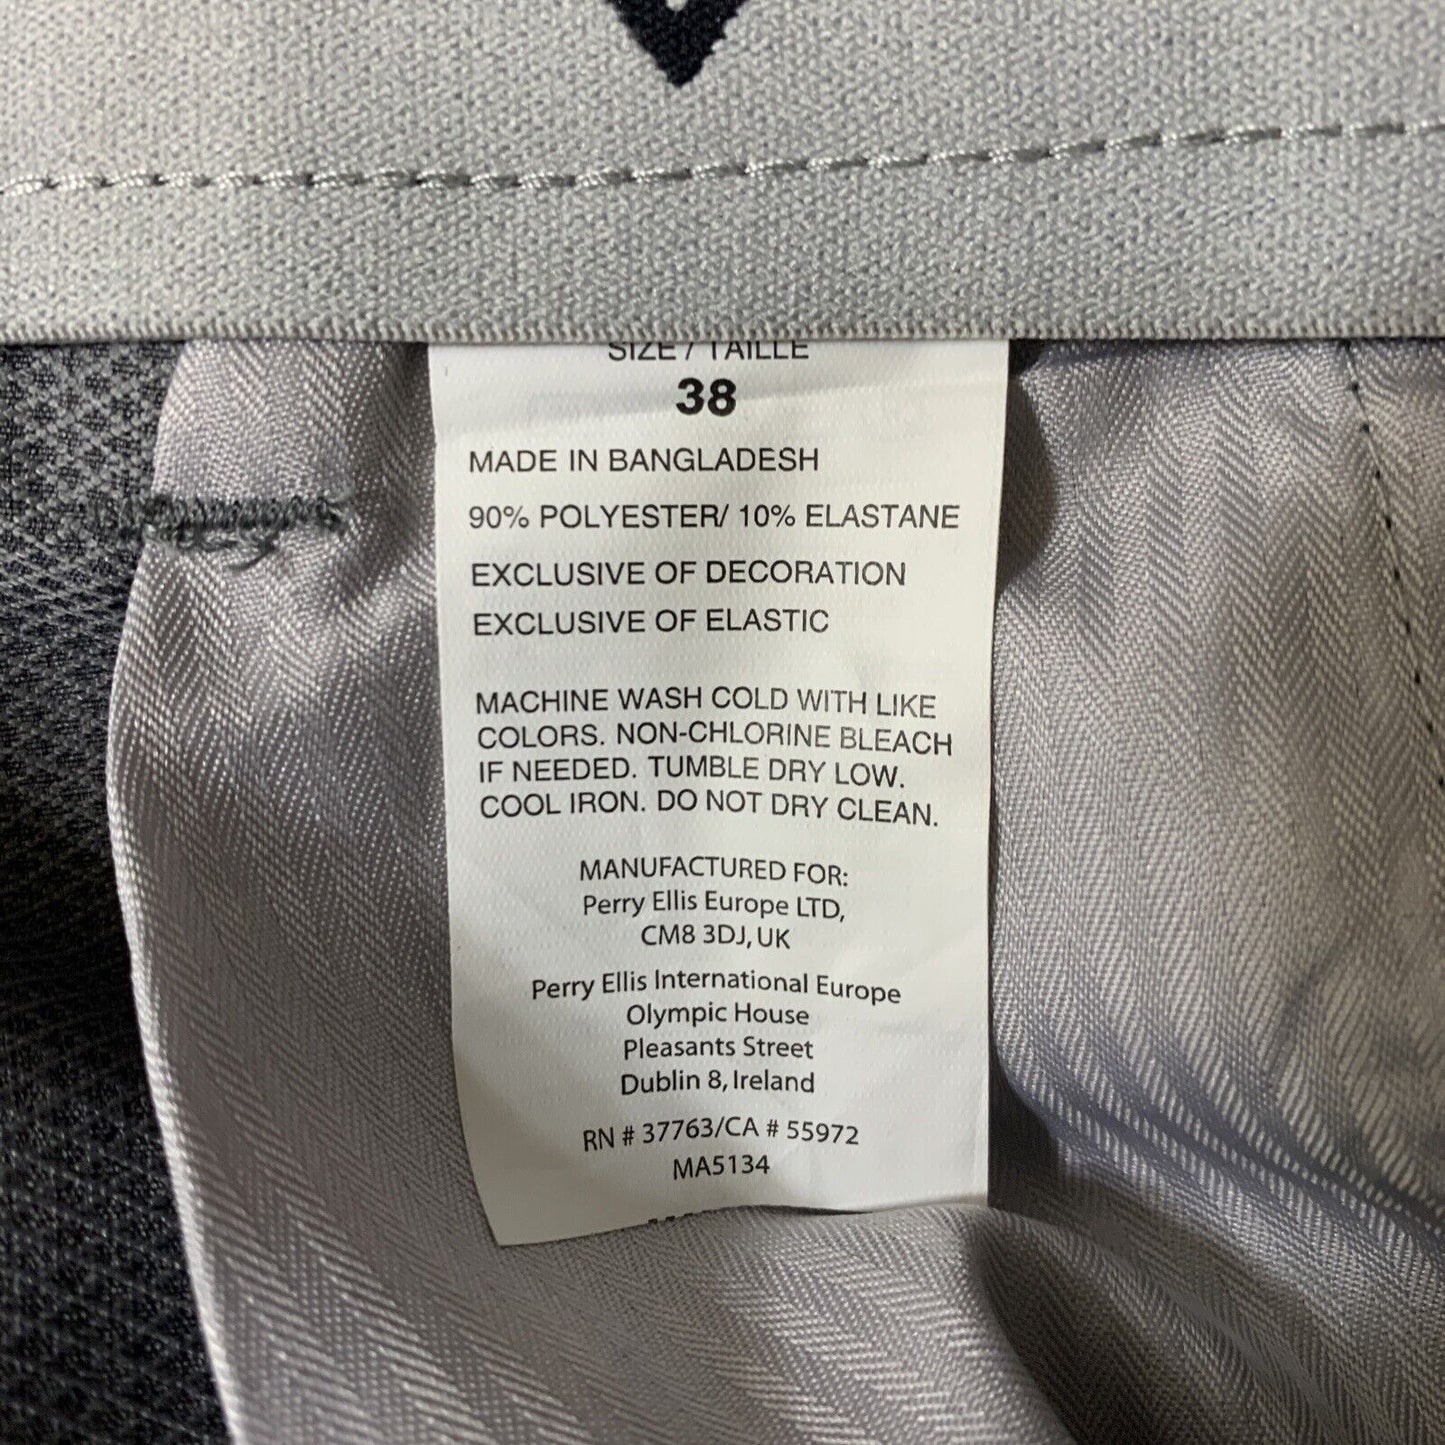 SIZE / TAILLE
38
MADE IN BANGLADESH
90% POLYESTER/ 10% ELASTANE
EXCLUSIVE OF DECORATION
EXCLUSIVE OF ELASTIC
MACHINE WASH COLD WITH LIKE
COLORS. NON-CHLORINE BLEACH
IF NEEDED. TUMBLE DRY LOW.
COOL IRON. DO NOT DRY CLEAN.
MANUFACTURED FOR:
Perry Ellis Europe LTD,
CM8 3DJ, UK
Perry Ellis International Europe
Olympic House
Pleasants Street
Dublin 8, Ireland
RN # 37763/CA # 55972
MA5134